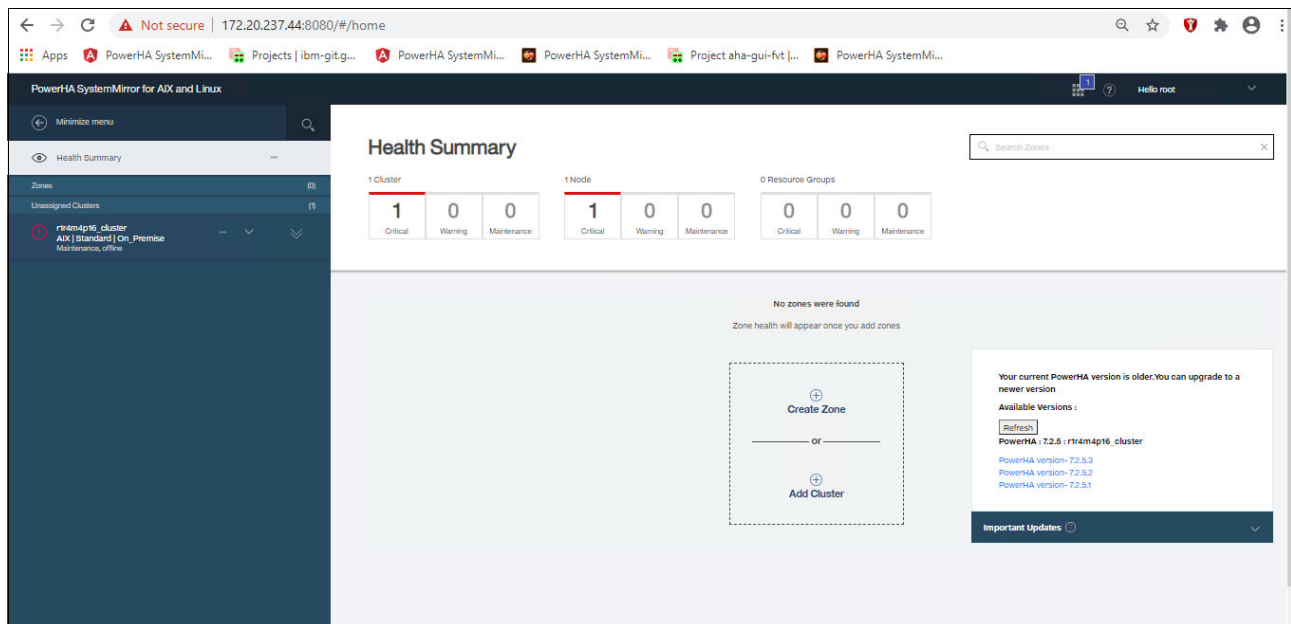 Not secure | 172.20.237.44:8080/#/home
Apps PowerHA SystemMi... Projects | ibm-git.g... PowerHA SystemMi... PowerHA SystemMi... Project aha-gui-fvt |... PowerHA SystemMi...
PowerHA SystemMirror for AIX and Linux
1
Hello root
Minimize menu
Health Summary
Zones (0)
Unassigned Clusters (1)
r1r4m4p16_cluster
AIX | Standard | On_Premise
Maintenance, offline
Health Summary
Search Zones
1 Cluster
1 0 0
Critical Warning Maintenance
1 Node
1 0 0
Critical Warning Maintenance
0 Resource Groups
0 0 0
Critical Warning Maintenance
No zones were found
Zone health will appear once you add zones
Create Zone
or
Add Cluster
Your current PowerHA version is older.You can upgrade to a
newer version
Available Versions :
Refresh
PowerHA : 7.2.5 : r1r4m4p16_cluster
PowerHA version- 7.2.5.3
PowerHA version- 7.2.5.2
PowerHA version- 7.2.5.1
Important Updates